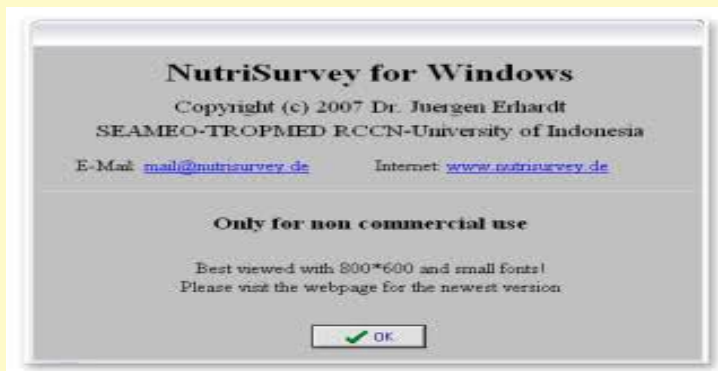 NutriSurvey for Windows
Copyright (c) 2007 Dr. Juergen Erhardt
SEAMEO-TROPMED RCCN-University of Indonesia
E-Mail: mail@nutrisurvey.de Internet: www.nutrisurvey.de
Only for non commercial use
Best viewed with 800*600 and small fonts!
Please visit the webpage for the newest version
OK